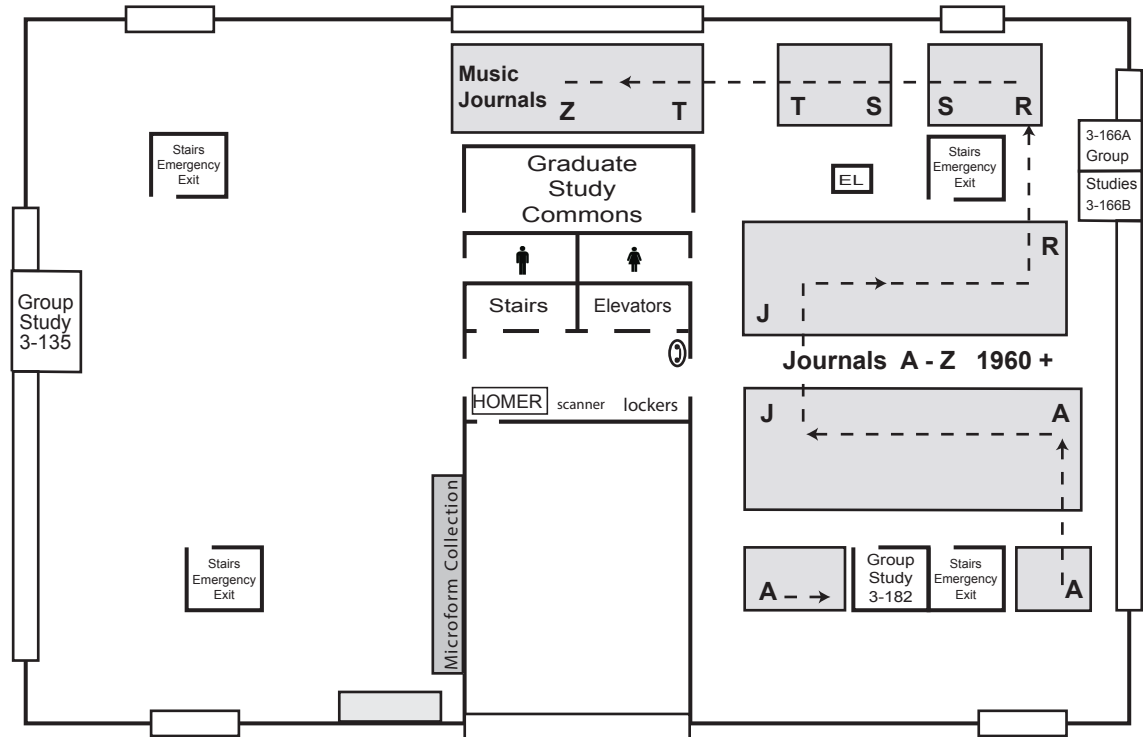 Music
Journals
Z
T
T
S
S
R
Stairs
Emergency
Exit
Graduate
Study
Commons
EL
Stairs
Emergency
Exit
3-166A
Group
Studies
3-166B
R
J
Group
Study
3-135
Stairs
Elevators
Journals A - Z 1960 +
HOMER scanner lockers
J
A
Microform Collection
Stairs
Emergency
Exit
A
Group
Study
3-182
Stairs
Emergency
Exit
A